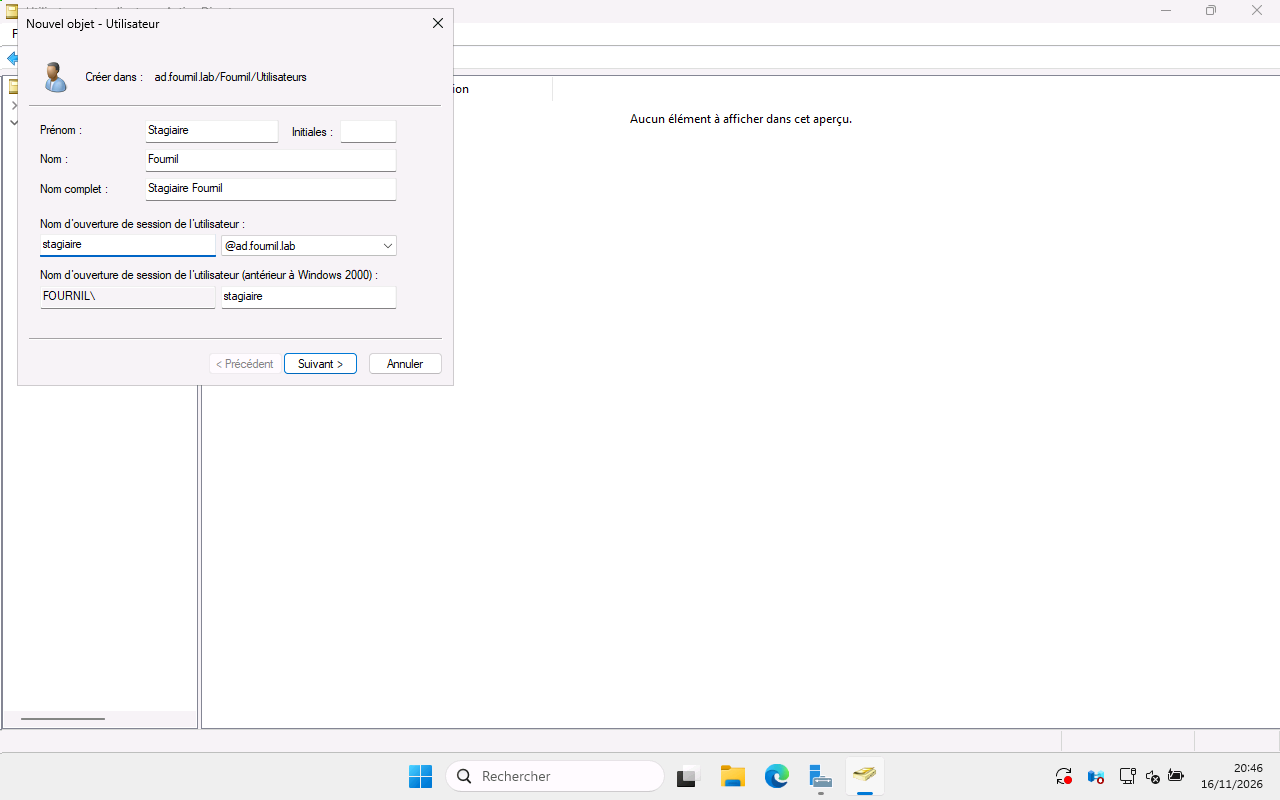 Nouvel objet - Utilisateur
Créer dans : ad.fournil.lab/Fournil/Utilisateurs
ion
Aucun élément à afficher dans cet aperçu.
Prénom : Stagiaire Initiales :
Nom : Fournil
Nom complet : Stagiaire Fournil
Nom d'ouverture de session de l'utilisateur :
stagiaire @ad.fournil.lab
Nom d'ouverture de session de l'utilisateur (antérieur à Windows 2000) :
FOURNIL\ stagiaire
< Précédent Suivant > Annuler
Rechercher
20:46
16/11/2026